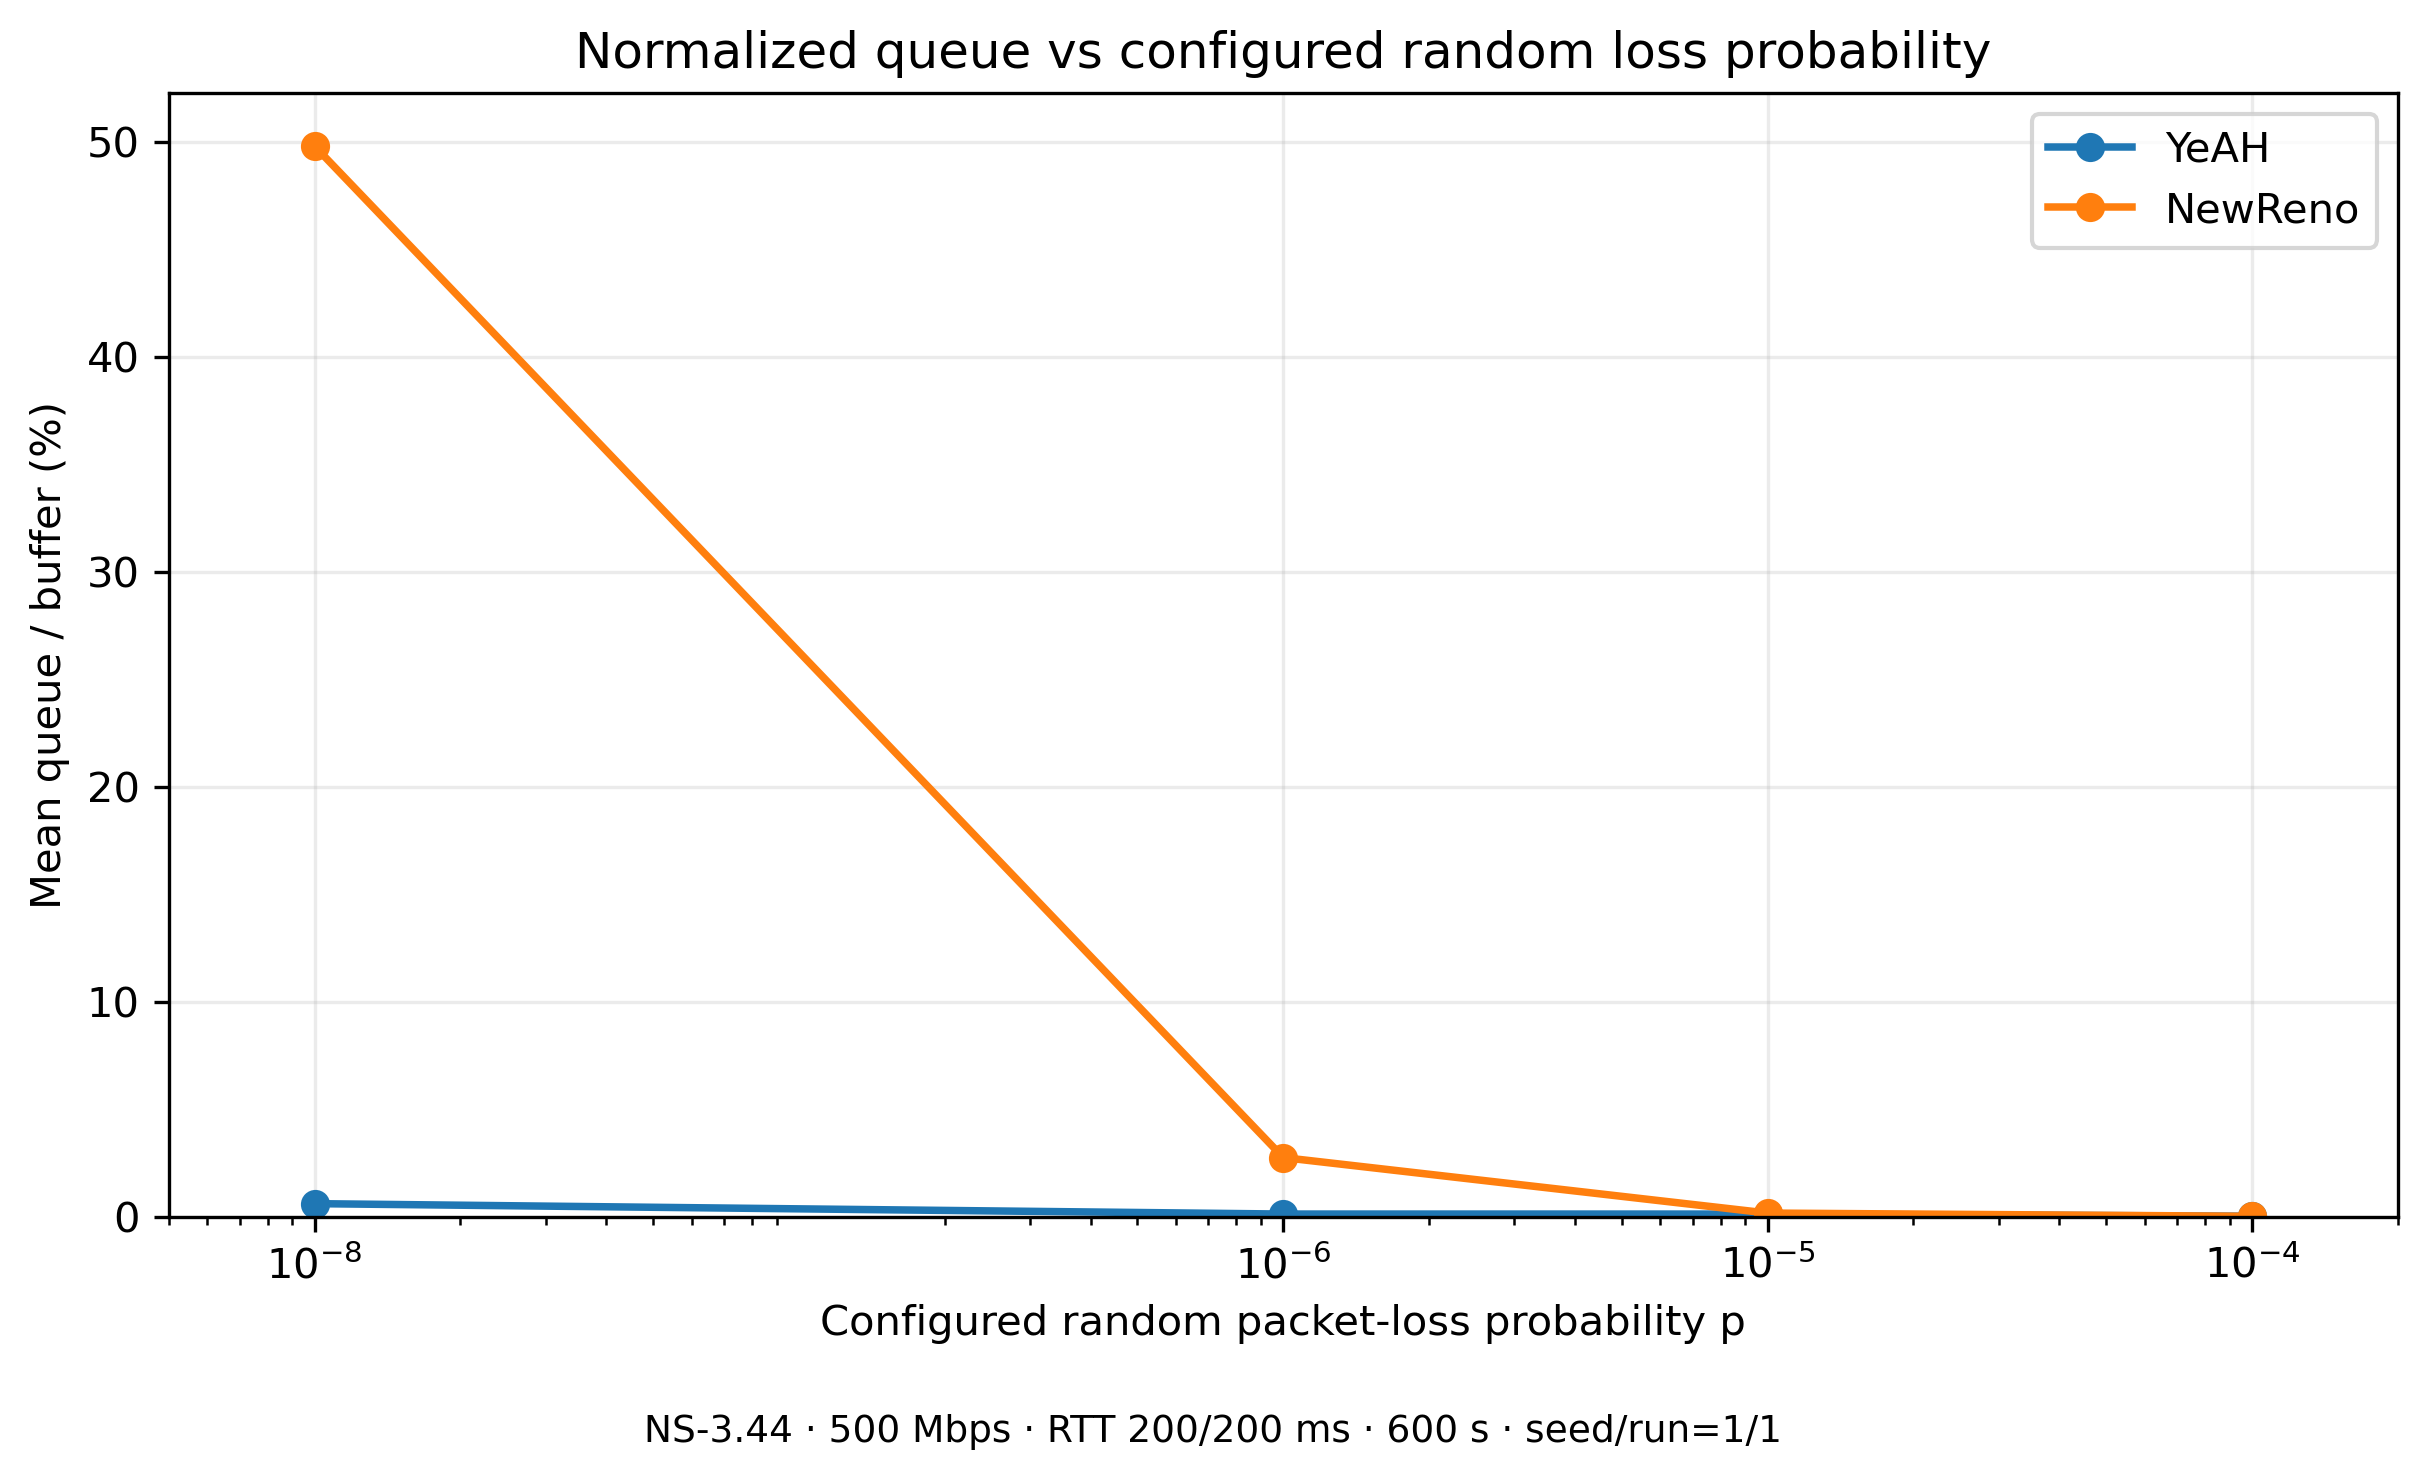 Normalized queue vs configured random loss probability
YeAH
NewReno
Mean queue / buffer (%)
50
40
30
20
10
0
10⁻⁸
10⁻⁶
10⁻⁵
10⁻⁴
Configured random packet-loss probability p
NS-3.44 · 500 Mbps · RTT 200/200 ms · 600 s · seed/run=1/1